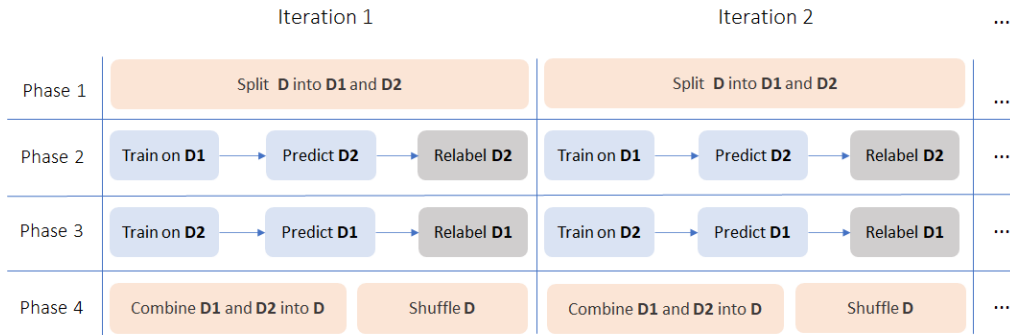 Iteration 1 Iteration 2 ...
Phase 1 Split D into D1 and D2 Split D into D1 and D2 ...
Phase 2 Train on D1 Predict D2 Relabel D2 Train on D1 Predict D2 Relabel D2 ...
Phase 3 Train on D2 Predict D1 Relabel D1 Train on D2 Predict D1 Relabel D1 ...
Phase 4 Combine D1 and D2 into D Shuffle D Combine D1 and D2 into D Shuffle D ...